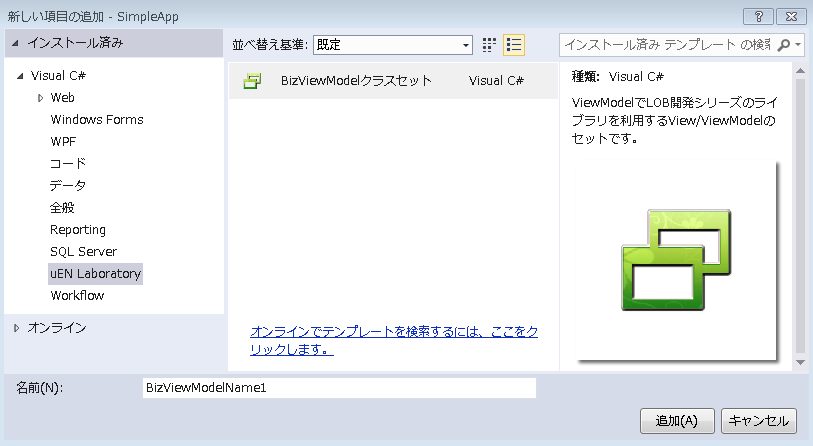 新しい項目の追加 - SimpleApp
インストール済み
並べ替え基準: 既定
インストール済み テンプレート の検索
Visual C#
Web
Windows Forms
WPF
コード
データ
全般
Reporting
SQL Server
uEN Laboratory
Workflow
オンライン
BizViewModelクラスセット Visual C#
オンラインでテンプレートを検索するには、ここをク
リックします。
種類: Visual C#
ViewModelでLOB開発シリーズのライ
ブラリを利用するView/ViewModelの
セットです。
名前(N): BizViewModelName1
追加(A) キャンセル